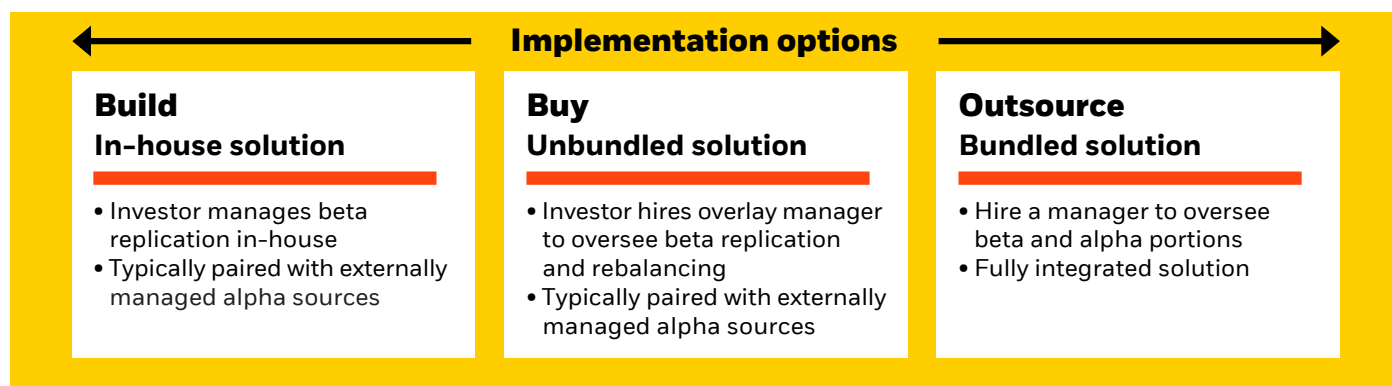 Implementation options
Build
In-house solution
• Investor manages beta
replication in-house
• Typically paired with externally
managed alpha sources
Buy
Unbundled solution
• Investor hires overlay manager
to oversee beta replication
and rebalancing
• Typically paired with externally
managed alpha sources
Outsource
Bundled solution
• Hire a manager to oversee
beta and alpha portions
• Fully integrated solution